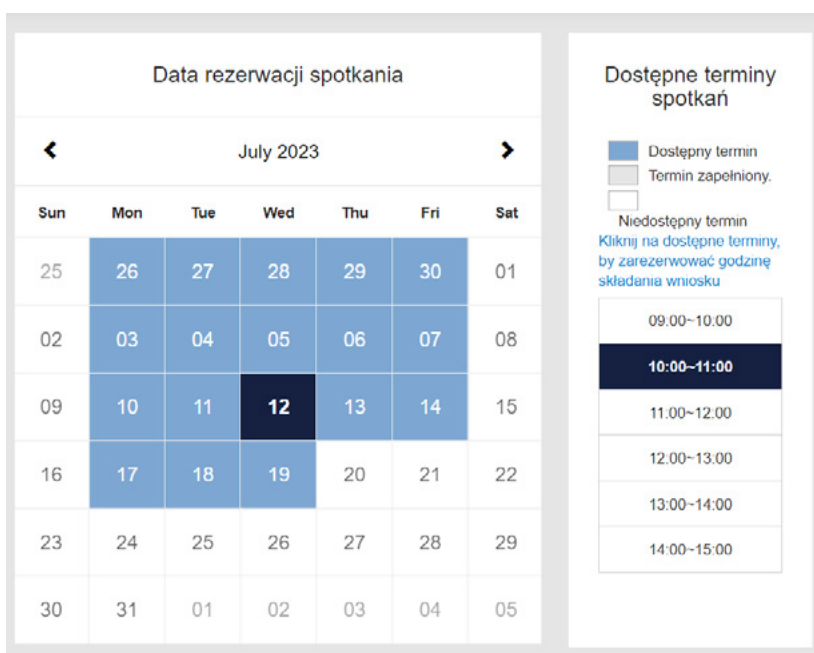 Data rezerwacji spotkania
July 2023
Sun Mon Tue Wed Thu Fri Sat
25 26 27 28 29 30 01
02 03 04 05 06 07 08
09 10 11 12 13 14 15
16 17 18 19 20 21 22
23 24 25 26 27 28 29
30 31 01 02 03 04 05
Dostępne terminy
spotkań
Dostępny termin
Termin zapełniony.
Niedostępny termin
Kliknij na dostępne terminy,
by zarezerwować godzinę
składania wniosku
09:00~10:00
10:00~11:00
11:00~12:00
12:00~13:00
13:00~14:00
14:00~15:00